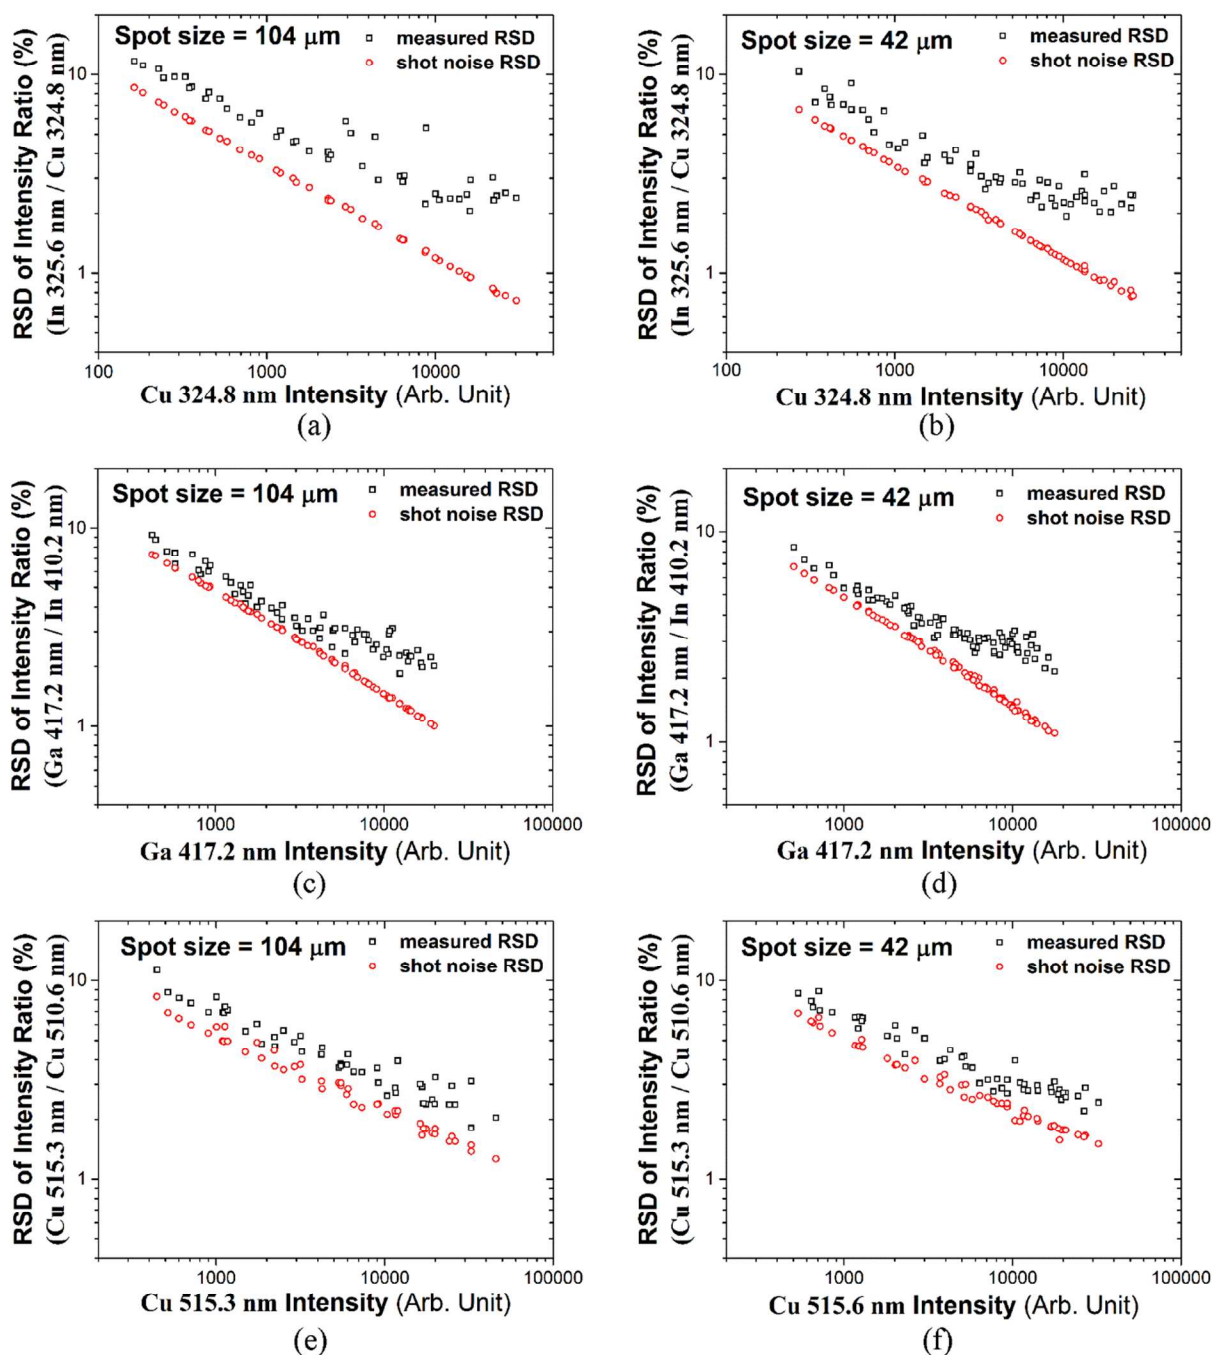 RSD of Intensity Ratio (%)
(In 325.6 nm / Cu 324.8 nm)
Spot size = 104 μm
measured RSD
shot noise RSD
10
1
100
1000
10000
Cu 324.8 nm Intensity (Arb. Unit)
(a)
RSD of Intensity Ratio (%)
(In 325.6 nm / Cu 324.8 nm)
Spot size = 42 μm
measured RSD
shot noise RSD
10
1
100
1000
10000
Cu 324.8 nm Intensity (Arb. Unit)
(b)
RSD of Intensity Ratio (%)
(Ga 417.2 nm / In 410.2 nm)
Spot size = 104 μm
measured RSD
shot noise RSD
10
1
1000
10000
100000
Ga 417.2 nm Intensity (Arb. Unit)
(c)
RSD of Intensity Ratio (%)
(Ga 417.2 nm / In 410.2 nm)
Spot size = 42 μm
measured RSD
shot noise RSD
10
1
1000
10000
100000
Ga 417.2 nm Intensity (Arb. Unit)
(d)
RSD of Intensity Ratio (%)
(Cu 515.3 nm / Cu 510.6 nm)
Spot size = 104 μm
measured RSD
shot noise RSD
10
1
1000
10000
100000
Cu 515.3 nm Intensity (Arb. Unit)
(e)
RSD of Intensity Ratio (%)
(Cu 515.3 nm / Cu 510.6 nm)
Spot size = 42 μm
measured RSD
shot noise RSD
10
1
1000
10000
100000
Cu 515.6 nm Intensity (Arb. Unit)
(f)